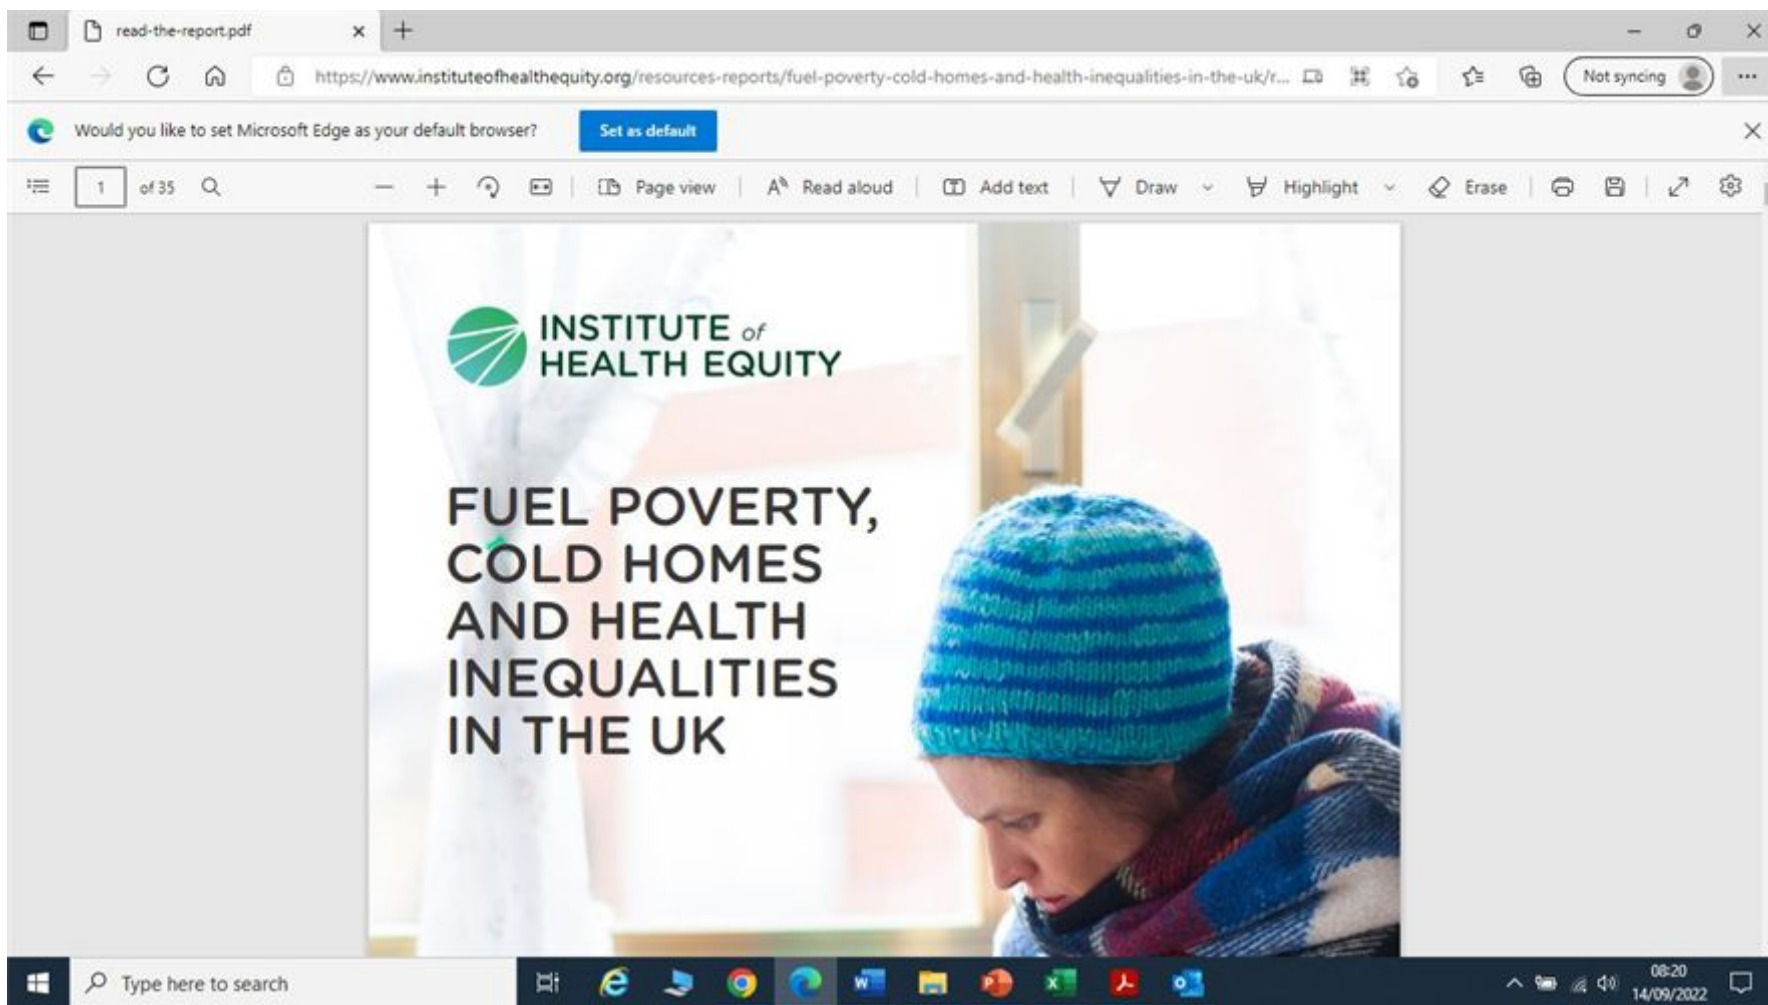 read-the-report.pdf
https://www.instituteofhealthequity.org/resources-reports/fuel-poverty-cold-homes-and-health-inequalities-in-the-uk/r...
Not syncing
Would you like to set Microsoft Edge as your default browser?
Set as default
1 of 35
Page view
Read aloud
Add text
Draw
Highlight
Erase
INSTITUTE of
HEALTH EQUITY
FUEL POVERTY,
COLD HOMES
AND HEALTH
INEQUALITIES
IN THE UK
Type here to search
08:20
14/09/2022